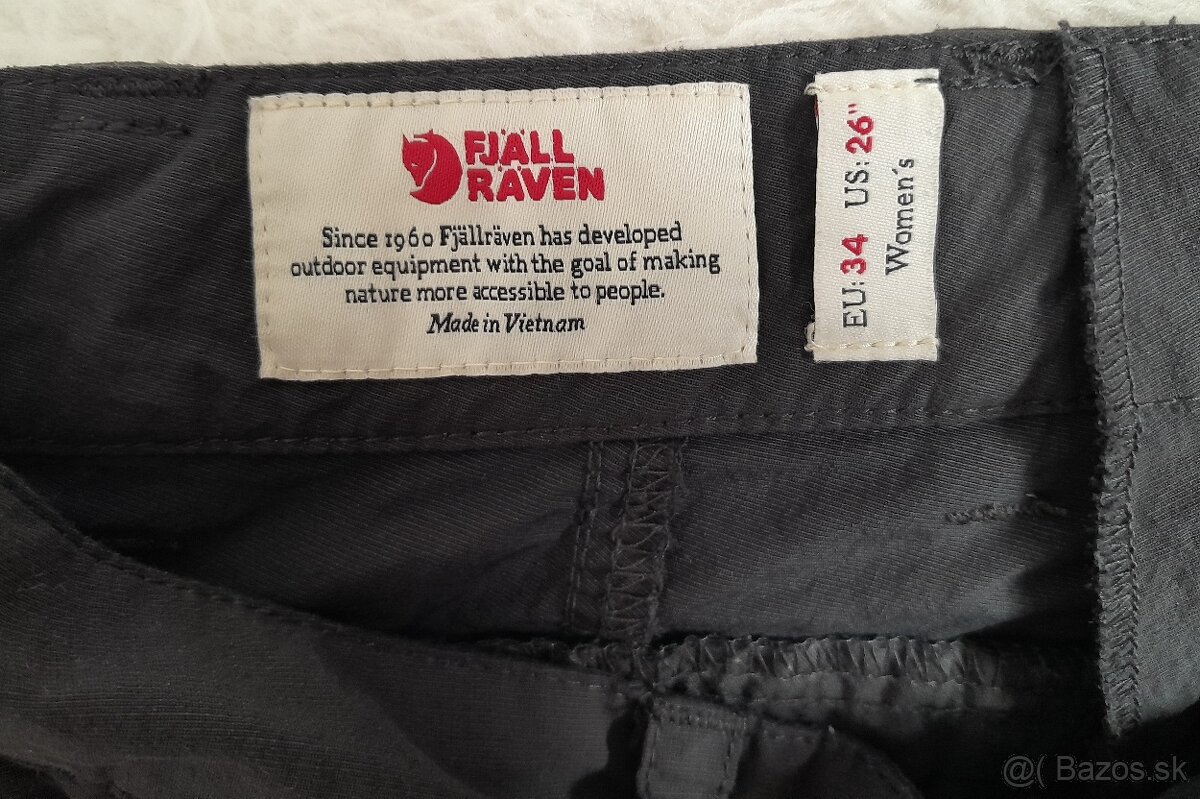 FJÄLL
RÄVEN
Since 1960 Fjällräven has developed
outdoor equipment with the goal of making
nature more accessible to people.
Made in Vietnam
EU: 34 US: 26"
Women´s
@( Bazos.sk